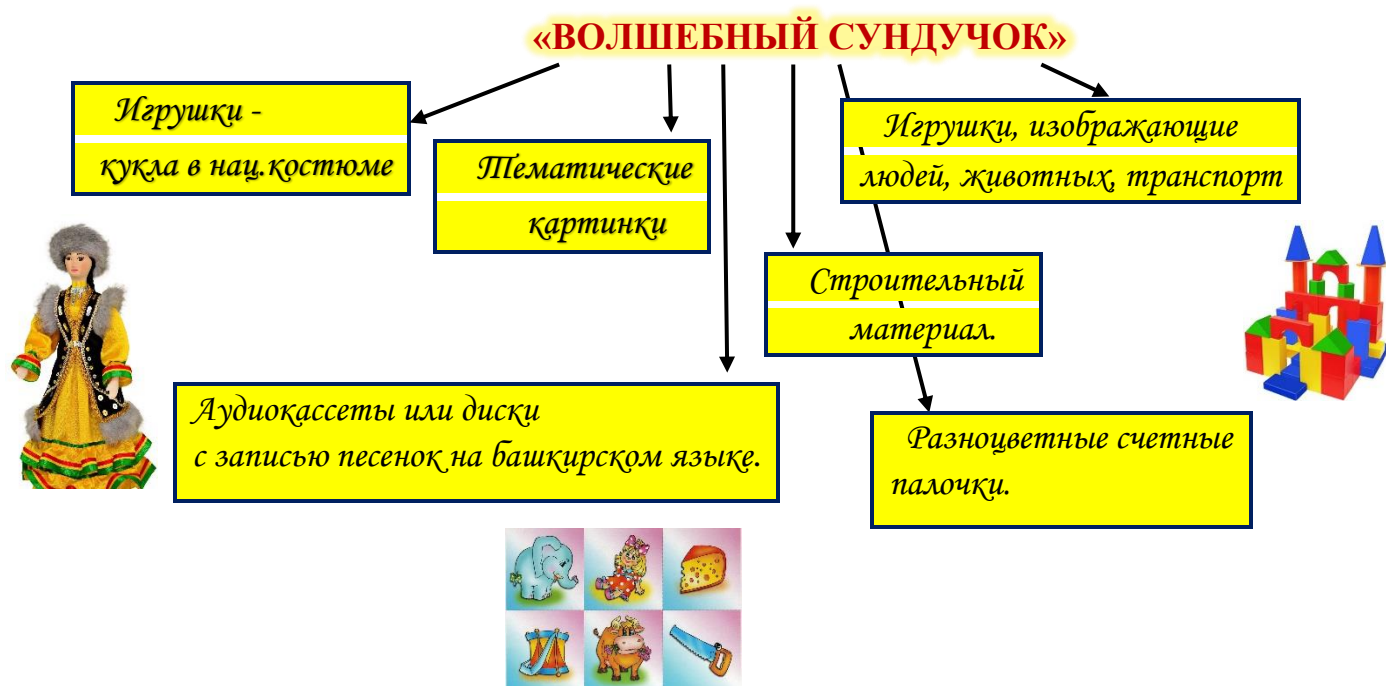 «ВОЛШЕБНЫЙ СУНДУЧОК»
Игрушки -
кукла в нац.костюме
Тематические
картинки
Игрушки, изображающие
людей, животных, транспорт
Строительный
материал.
Аудиокассеты или диски
с записью песенок на башкирском языке.
Разноцветные счетные
палочки.